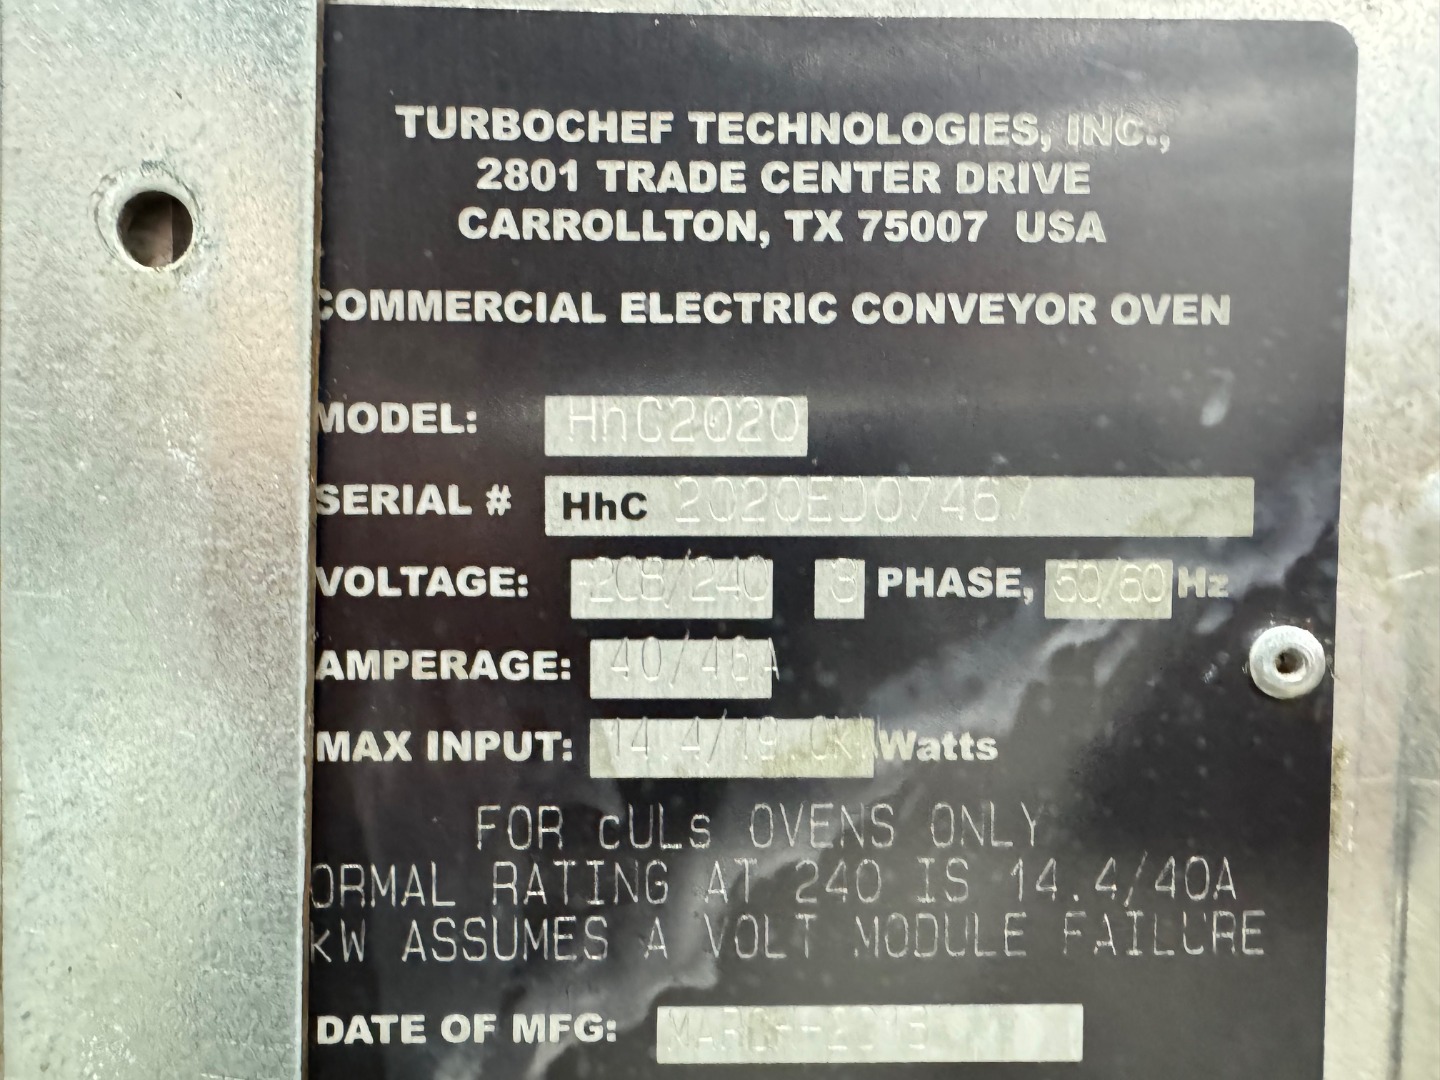 TURBOCHEF TECHNOLOGIES, INC.,
2801 TRADE CENTER DRIVE
CARROLLTON, TX 75007 USA
COMMERCIAL ELECTRIC CONVEYOR OVEN
MODEL: HhC2020
SERIAL # HhC 2020ED07467
VOLTAGE: 208/240 3 PHASE, 50/60 Hz
AMPERAGE: 40/46A
MAX INPUT: Watts
FOR cULs OVENS ONLY
ORMAL RATING AT 240 IS 14.4/40A
kW ASSUMES A VOLT MODULE FAILURE
DATE OF MFG: